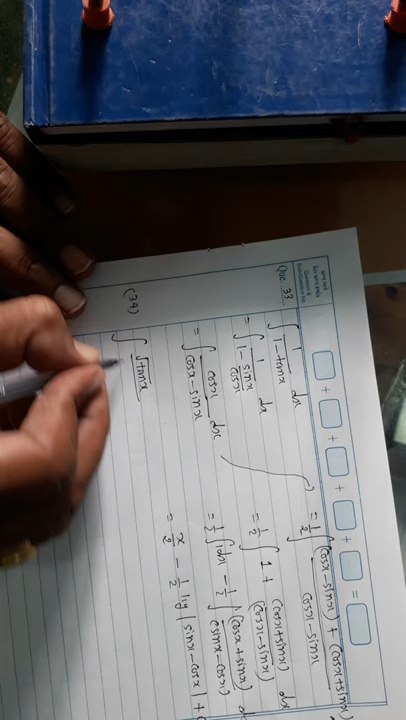 Que. 33 ∫ 1/(1-tanx) dx
= ∫ 1/(1 - sinx/cosx) dx
= ∫ cosx/(cosx-sinx) dx
= 1/2 ∫ (cosx-sinx) + (cosx+sinx) / cosx-sinx
= 1/2 ∫ 1 + (cosx+sinx)/(cosx-sinx) dx
= 1/2 ∫ 1dx - 1/2 ∫ (cosx+sinx)/(sinx-cosx) d
= x/2 - 1/2 log |sinx-cosx| + c
(34) ∫ √tanx
+ + + + =